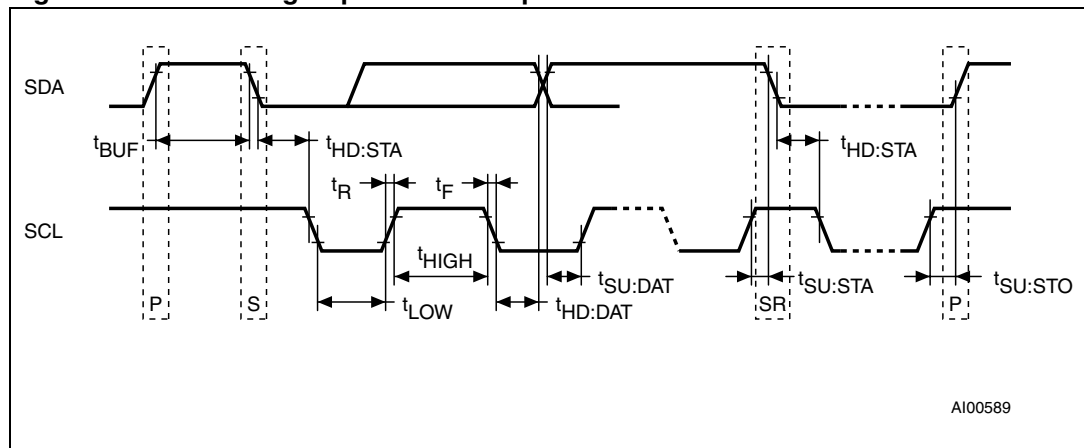 SDA
tBUF
tHD:STA
tHD:STA
tR
tF
SCL
tHIGH
tSU:DAT
tSU:STA
tSU:STO
tLOW
tHD:DAT
P
S
SR
P
AI00589